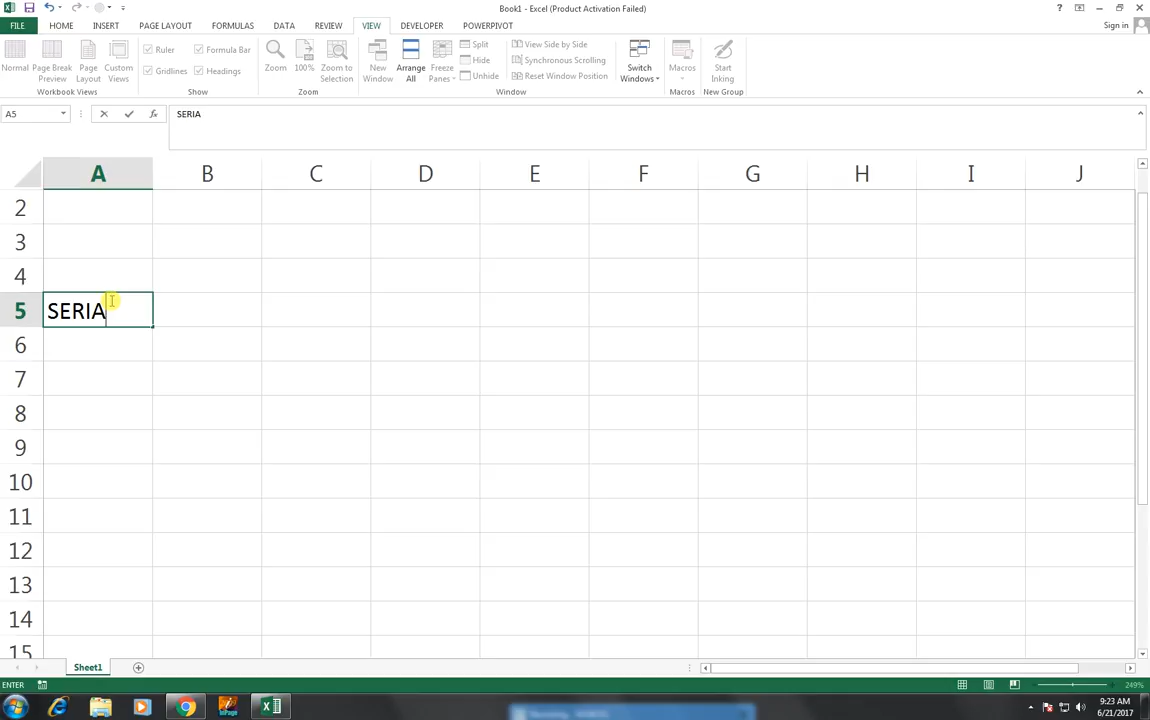 Book1 - Excel (Product Activation Failed)
FILE HOME INSERT PAGE LAYOUT FORMULAS DATA REVIEW VIEW DEVELOPER POWERPIVOT Sign in
Normal Page Break Preview Page Layout Custom Views
Ruler Formula Bar
Gridlines Headings
Zoom 100% Zoom to Selection
New Window Arrange All Freeze Panes
Split
Hide
Unhide
View Side by Side
Synchronous Scrolling
Reset Window Position
Switch Windows
Macros
Start Inking
Workbook Views Show Zoom Window Macros New Group
A5 fx SERIA
A B C D E F G H I J
2
3
4
5 SERIA
6
7
8
9
10
11
12
13
14
15
Sheet1
ENTER 249%
9:23 AM
6/21/2017